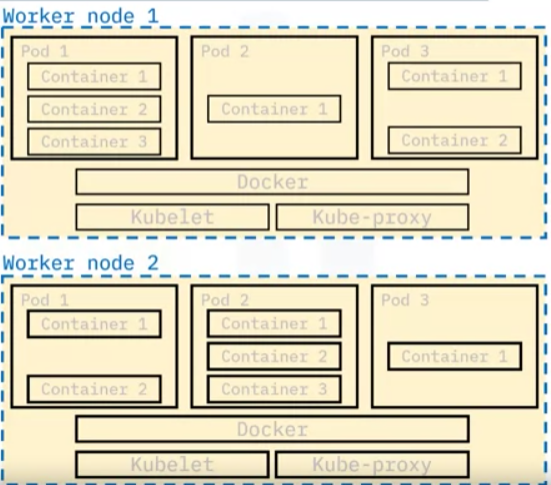 Worker node 1
Pod 1
Container 1
Container 2
Container 3
Pod 2
Container 1
Pod 3
Container 1
Container 2
Docker
Kubelet
Kube-proxy
Worker node 2
Pod 1
Container 1
Container 2
Pod 2
Container 1
Container 2
Container 3
Pod 3
Container 1
Docker
Kubelet
Kube-proxy